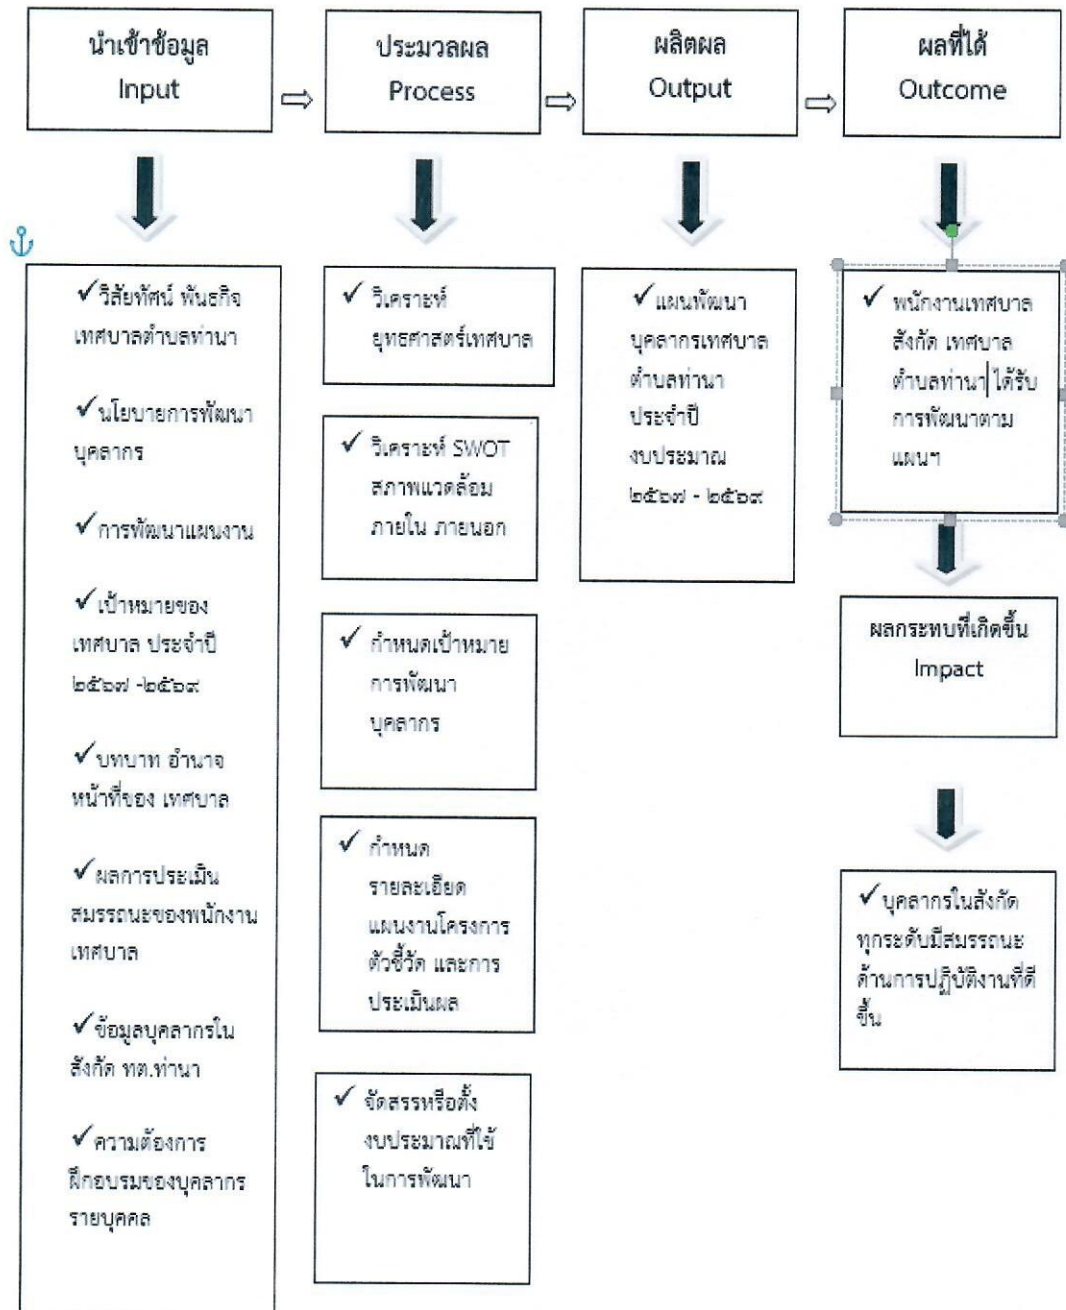 นำเข้าข้อมูล
Input
ประมวลผล
Process
ผลิตผล
Output
ผลที่ได้
Outcome
✓วิสัยทัศน์ พันธกิจ
เทศบาลตำบลท่านา
✓นโยบายการพัฒนา
บุคลากร
✓การพัฒนาแผนงาน
✓เป้าหมายของ
เทศบาล ประจำปี
๒๕๖๗ -๒๕๖๙
✓บทบาท อำนาจ
หน้าที่ของ เทศบาล
✓ผลการประเมิน
สมรรถนะของพนักงาน
เทศบาล
✓ข้อมูลบุคลากรใน
สังกัด ทต.ท่านา
✓ความต้องการ
ฝึกอบรมของบุคลากร
รายบุคคล
✓ วิเคราะห์
ยุทธศาสตร์เทศบาล
✓ วิเคราะห์ SWOT
สภาพแวดล้อม
ภายใน ภายนอก
✓ กำหนดเป้าหมาย
การพัฒนา
บุคลากร
✓ กำหนด
รายละเอียด
แผนงานโครงการ
ตัวชี้วัด และการ
ประเมินผล
✓ จัดสรรหรือตั้ง
งบประมาณที่ใช้
ในการพัฒนา
✓แผนพัฒนา
บุคลากรเทศบาล
ตำบลท่านา
ประจำปี
งบประมาณ
๒๕๖๗ - ๒๕๖๙
✓ พนักงานเทศบาล
สังกัด เทศบาล
ตำบลท่านา ได้รับ
การพัฒนาตาม
แผนฯ
ผลกระทบที่เกิดขึ้น
Impact
✓บุคลากรในสังกัด
ทุกระดับมีสมรรถนะ
ด้านการปฏิบัติงานที่ดี
ขึ้น